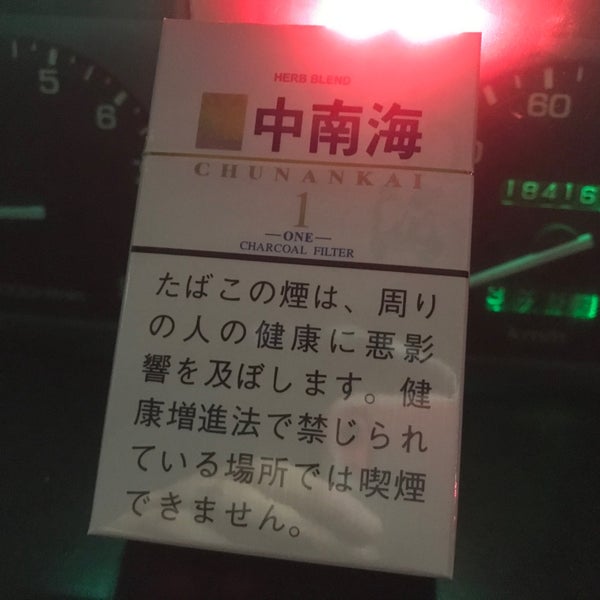 HERB BLEND
中南海
CHUNANKAI
1
—ONE—
CHARCOAL FILTER
たばこの煙は、周り
の人の健康に悪影
響を及ぼします。健
康増進法で禁じられ
ている場所では喫煙
できません。
5
6
60
18416